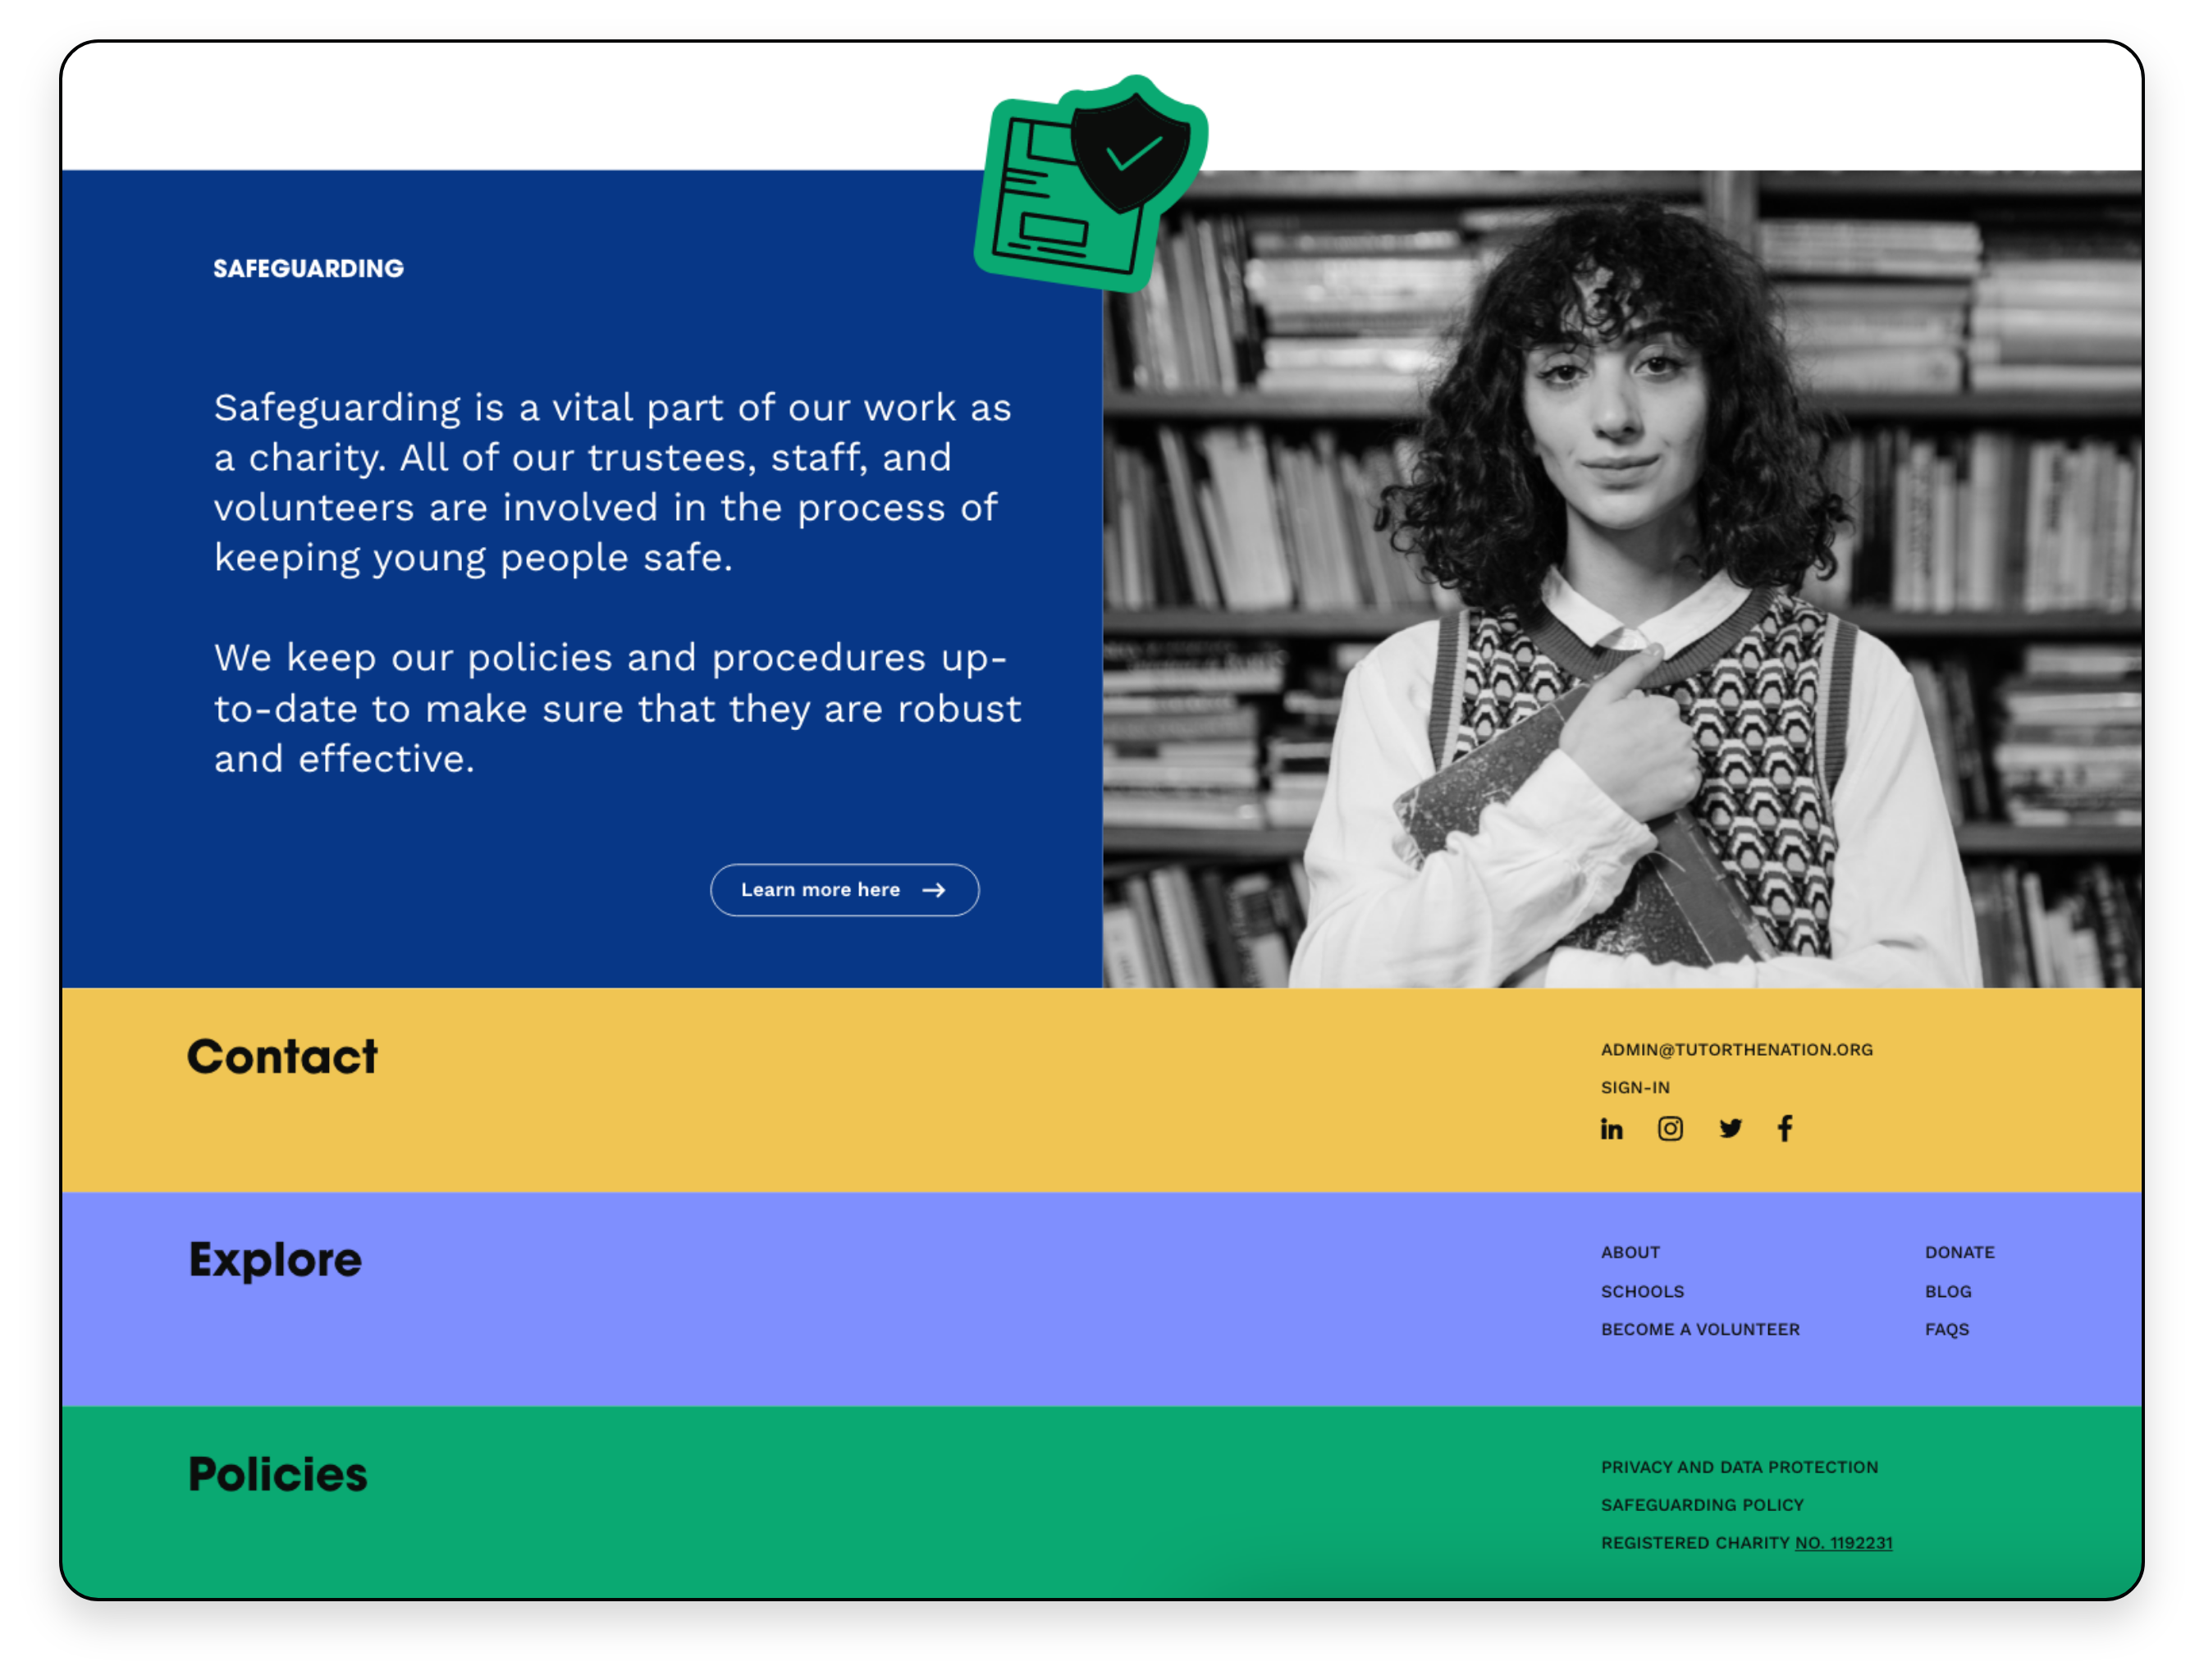 SAFEGUARDING
Safeguarding is a vital part of our work as
a charity. All of our trustees, staff, and
volunteers are involved in the process of
keeping young people safe.
We keep our policies and procedures up-
to-date to make sure that they are robust
and effective.
Learn more here
Contact
ADMIN@TUTORTHENATION.ORG
SIGN-IN
in
Explore
ABOUT
DONATE
SCHOOLS
BLOG
BECOME A VOLUNTEER
FAQS
Policies
PRIVACY AND DATA PROTECTION
SAFEGUARDING POLICY
REGISTERED CHARITY NO. 1192231